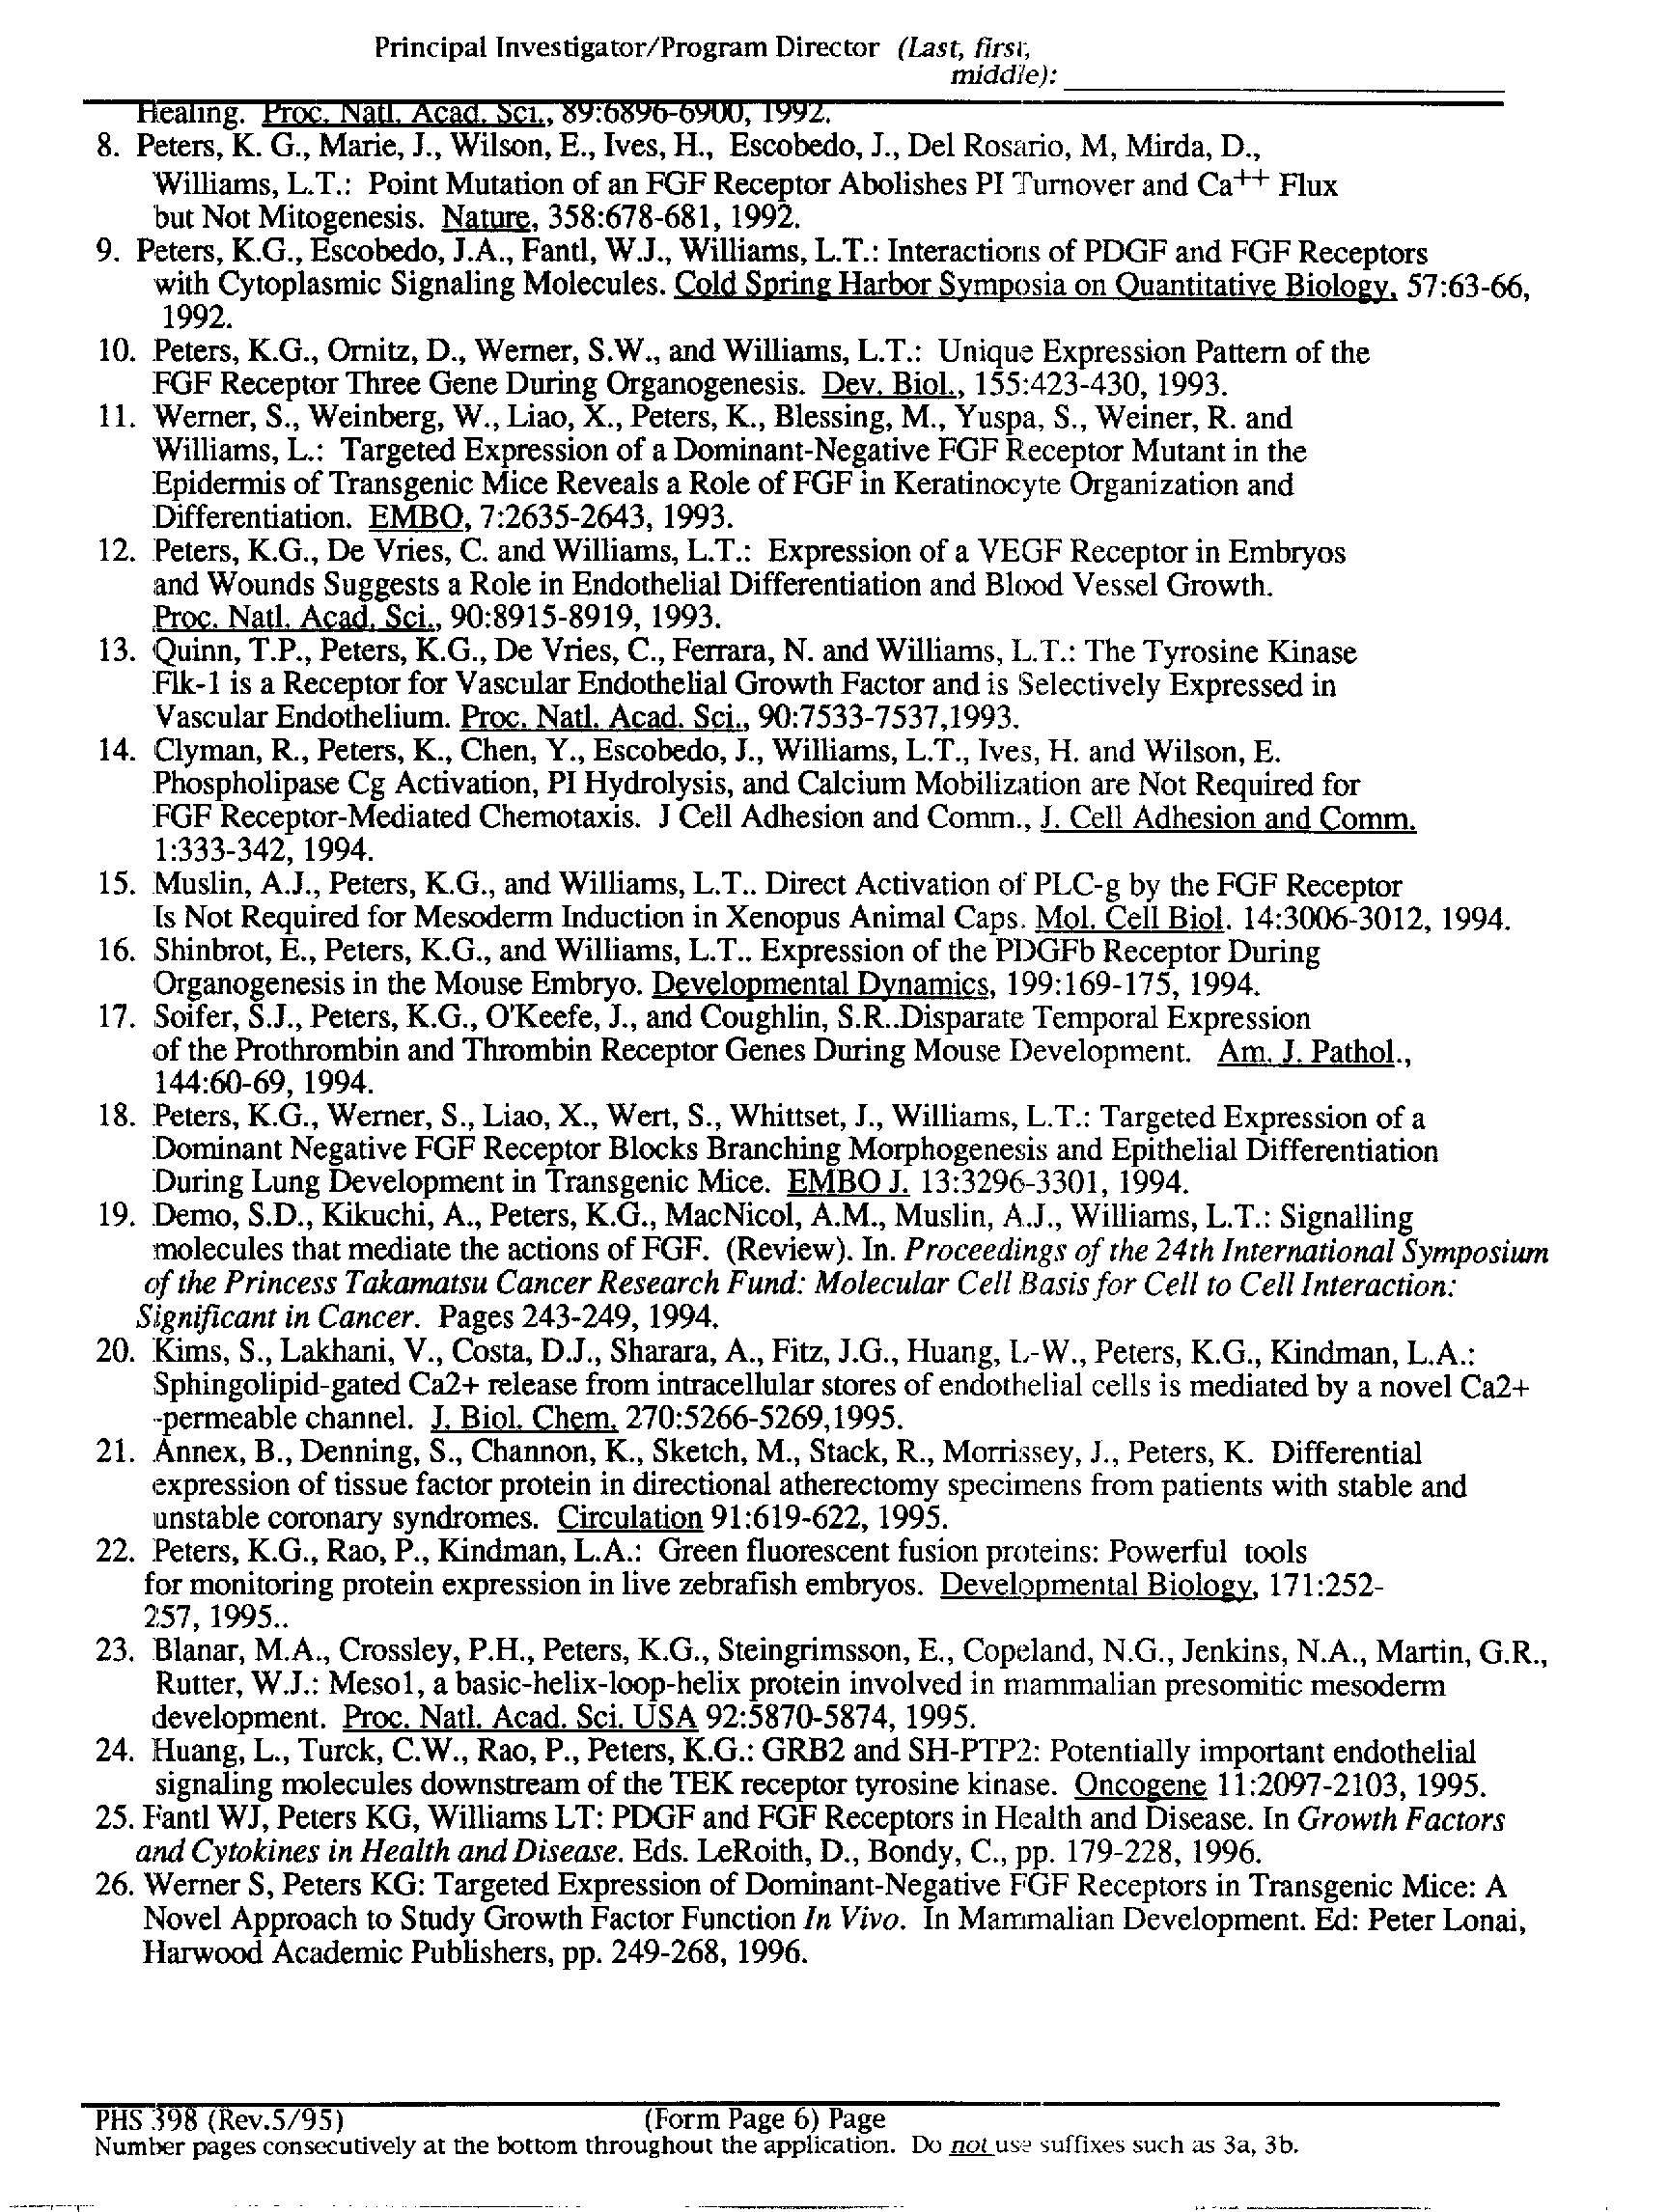 Principal Investigator/Program Director (Last, first,
middle):
Healing. Proc. Natl. Acad. Sci., 89:6896-6900, 1992.
8. Peters, K. G., Marie, J., Wilson, E., Ives, H., Escobedo, J., Del Rosario, M, Mirda, D.,
Williams, L.T.: Point Mutation of an FGF Receptor Abolishes PI Turnover and Ca++ Flux
but Not Mitogenesis. Nature, 358:678-681, 1992.
9. Peters, K.G., Escobedo, J.A., Fantl, W.J., Williams, L.T.: Interactions of PDGF and FGF Receptors
with Cytoplasmic Signaling Molecules. Cold Spring Harbor Symposia on Quantitative Biology, 57:63-66,
1992.
10. Peters, K.G., Ornitz, D., Werner, S.W., and Williams, L.T.: Unique Expression Pattern of the
FGF Receptor Three Gene During Organogenesis. Dev. Biol., 155:423-430, 1993.
11. Werner, S., Weinberg, W., Liao, X., Peters, K., Blessing, M., Yuspa, S., Weiner, R. and
Williams, L.: Targeted Expression of a Dominant-Negative FGF Receptor Mutant in the
Epidermis of Transgenic Mice Reveals a Role of FGF in Keratinocyte Organization and
Differentiation. EMBO, 7:2635-2643, 1993.
12. Peters, K.G., De Vries, C. and Williams, L.T.: Expression of a VEGF Receptor in Embryos
and Wounds Suggests a Role in Endothelial Differentiation and Blood Vessel Growth.
Proc. Natl. Acad. Sci., 90:8915-8919, 1993.
13. Quinn, T.P., Peters, K.G., De Vries, C., Ferrara, N. and Williams, L.T.: The Tyrosine Kinase
Flk-1 is a Receptor for Vascular Endothelial Growth Factor and is Selectively Expressed in
Vascular Endothelium. Proc. Natl. Acad. Sci., 90:7533-7537,1993.
14. Clyman, R., Peters, K., Chen, Y., Escobedo, J., Williams, L.T., Ives, H. and Wilson, E.
Phospholipase Cg Activation, PI Hydrolysis, and Calcium Mobilization are Not Required for
FGF Receptor-Mediated Chemotaxis. J Cell Adhesion and Comm., J. Cell Adhesion and Comm.
1:333-342, 1994.
15. Muslin, A.J., Peters, K.G., and Williams, L.T.. Direct Activation of PLC-g by the FGF Receptor
Is Not Required for Mesoderm Induction in Xenopus Animal Caps. Mol. Cell Biol. 14:3006-3012, 1994.
16. Shinbrot, E., Peters, K.G., and Williams, L.T.. Expression of the PDGFb Receptor During
Organogenesis in the Mouse Embryo. Developmental Dynamics, 199:169-175, 1994.
17. Soifer, S.J., Peters, K.G., O'Keefe, J., and Coughlin, S.R..Disparate Temporal Expression
of the Prothrombin and Thrombin Receptor Genes During Mouse Development. Am. J. Pathol.,
144:60-69, 1994.
18. Peters, K.G., Werner, S., Liao, X., Wert, S., Whittset, J., Williams, L.T.: Targeted Expression of a
Dominant Negative FGF Receptor Blocks Branching Morphogenesis and Epithelial Differentiation
During Lung Development in Transgenic Mice. EMBO J. 13:3296-3301, 1994.
19. Demo, S.D., Kikuchi, A., Peters, K.G., MacNicol, A.M., Muslin, A.J., Williams, L.T.: Signalling
molecules that mediate the actions of FGF. (Review). In. Proceedings of the 24th International Symposium
of the Princess Takamatsu Cancer Research Fund: Molecular Cell Basis for Cell to Cell Interaction:
Significant in Cancer. Pages 243-249, 1994.
20. Kims, S., Lakhani, V., Costa, D.J., Sharara, A., Fitz, J.G., Huang, L-W., Peters, K.G., Kindman, L.A.:
Sphingolipid-gated Ca2+ release from intracellular stores of endothelial cells is mediated by a novel Ca2+
-permeable channel. J. Biol. Chem. 270:5266-5269,1995.
21. Annex, B., Denning, S., Channon, K., Sketch, M., Stack, R., Morrissey, J., Peters, K. Differential
expression of tissue factor protein in directional atherectomy specimens from patients with stable and
unstable coronary syndromes. Circulation 91:619-622, 1995.
22. Peters, K.G., Rao, P., Kindman, L.A.: Green fluorescent fusion proteins: Powerful tools
for monitoring protein expression in live zebrafish embryos. Developmental Biology, 171:252-
257, 1995..
23. Blanar, M.A., Crossley, P.H., Peters, K.G., Steingrimsson, E., Copeland, N.G., Jenkins, N.A., Martin, G.R.,
Rutter, W.J.: Meso1, a basic-helix-loop-helix protein involved in mammalian presomitic mesoderm
development. Proc. Natl. Acad. Sci. USA 92:5870-5874, 1995.
24. Huang, L., Turck, C.W., Rao, P., Peters, K.G.: GRB2 and SH-PTP2: Potentially important endothelial
signaling molecules downstream of the TEK receptor tyrosine kinase. Oncogene 11:2097-2103, 1995.
25. Fantl WJ, Peters KG, Williams LT: PDGF and FGF Receptors in Health and Disease. In Growth Factors
and Cytokines in Health and Disease. Eds. LeRoith, D., Bondy, C., pp. 179-228, 1996.
26. Werner S, Peters KG: Targeted Expression of Dominant-Negative FGF Receptors in Transgenic Mice: A
Novel Approach to Study Growth Factor Function In Vivo. In Mammalian Development. Ed: Peter Lonai,
Harwood Academic Publishers, pp. 249-268, 1996.
PHS 398 (Rev.5/95) (Form Page 6) Page
Number pages consecutively at the bottom throughout the application. Do not use suffixes such as 3a, 3b.